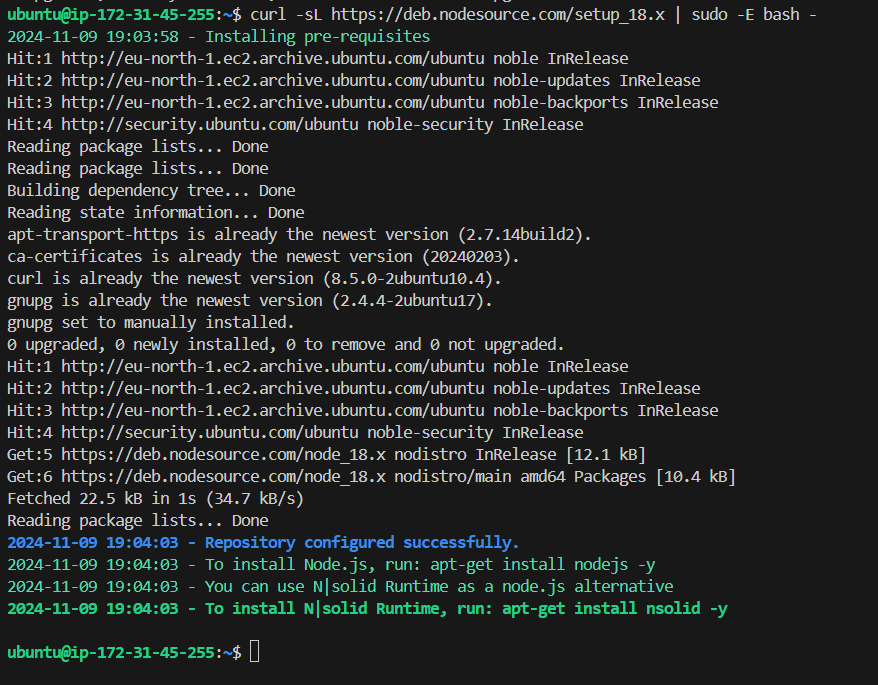 ubuntu@ip-172-31-45-255:~$ curl -sL https://deb.nodesource.com/setup_18.x | sudo -E bash -
2024-11-09 19:03:58 - Installing pre-requisites
Hit:1 http://eu-north-1.ec2.archive.ubuntu.com/ubuntu noble InRelease
Hit:2 http://eu-north-1.ec2.archive.ubuntu.com/ubuntu noble-updates InRelease
Hit:3 http://eu-north-1.ec2.archive.ubuntu.com/ubuntu noble-backports InRelease
Hit:4 http://security.ubuntu.com/ubuntu noble-security InRelease
Reading package lists... Done
Reading package lists... Done
Building dependency tree... Done
Reading state information... Done
apt-transport-https is already the newest version (2.7.14build2).
ca-certificates is already the newest version (20240203).
curl is already the newest version (8.5.0-2ubuntu10.4).
gnupg is already the newest version (2.4.4-2ubuntu17).
gnupg set to manually installed.
0 upgraded, 0 newly installed, 0 to remove and 0 not upgraded.
Hit:1 http://eu-north-1.ec2.archive.ubuntu.com/ubuntu noble InRelease
Hit:2 http://eu-north-1.ec2.archive.ubuntu.com/ubuntu noble-updates InRelease
Hit:3 http://eu-north-1.ec2.archive.ubuntu.com/ubuntu noble-backports InRelease
Hit:4 http://security.ubuntu.com/ubuntu noble-security InRelease
Get:5 https://deb.nodesource.com/node_18.x nodistro InRelease [12.1 kB]
Get:6 https://deb.nodesource.com/node_18.x nodistro/main amd64 Packages [10.4 kB]
Fetched 22.5 kB in 1s (34.7 kB/s)
Reading package lists... Done
2024-11-09 19:04:03 - Repository configured successfully.
2024-11-09 19:04:03 - To install Node.js, run: apt-get install nodejs -y
2024-11-09 19:04:03 - You can use N|solid Runtime as a node.js alternative
2024-11-09 19:04:03 - To install N|solid Runtime, run: apt-get install nsolid -y
ubuntu@ip-172-31-45-255:~$